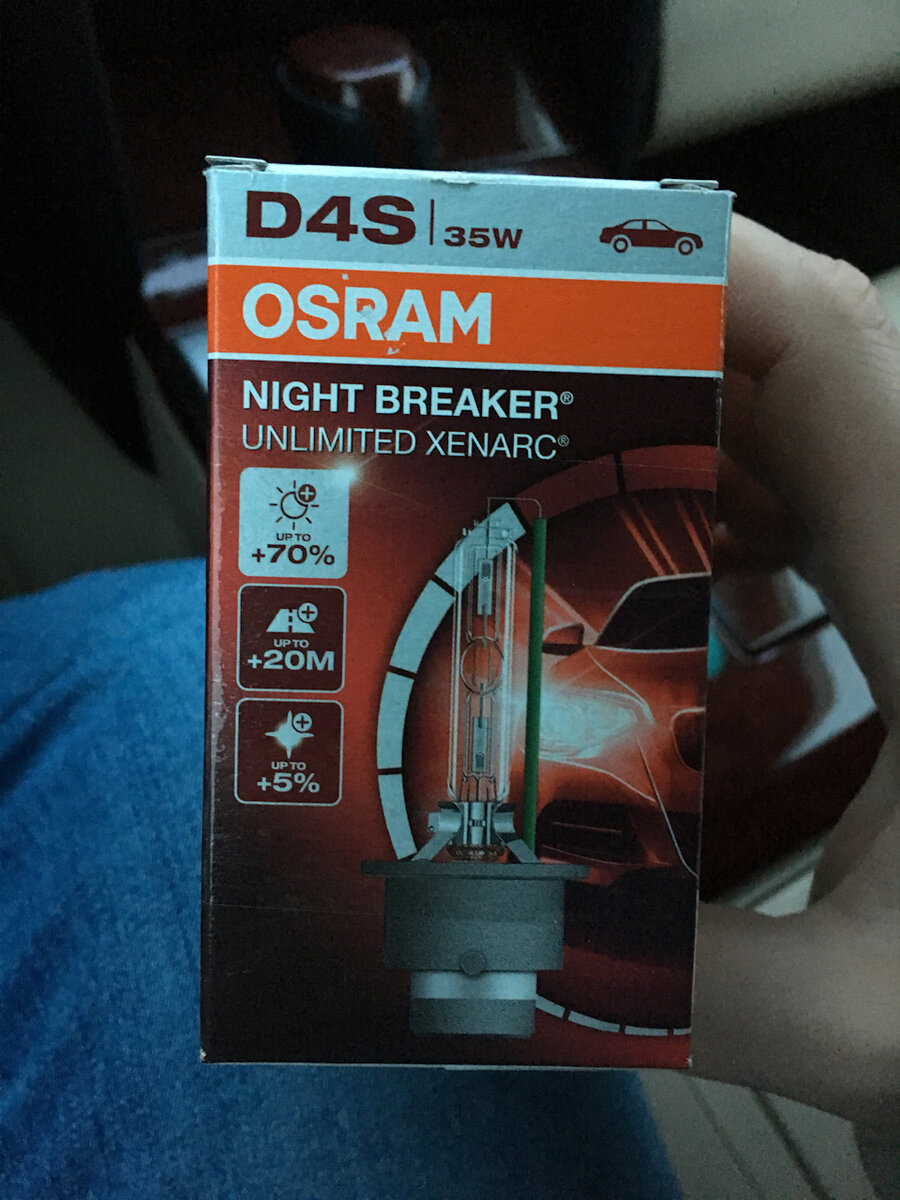 D4S | 35W
OSRAM
NIGHT BREAKER®
UNLIMITED XENARC®
UP TO
+70%
UP TO
+20M
UP TO
+5%